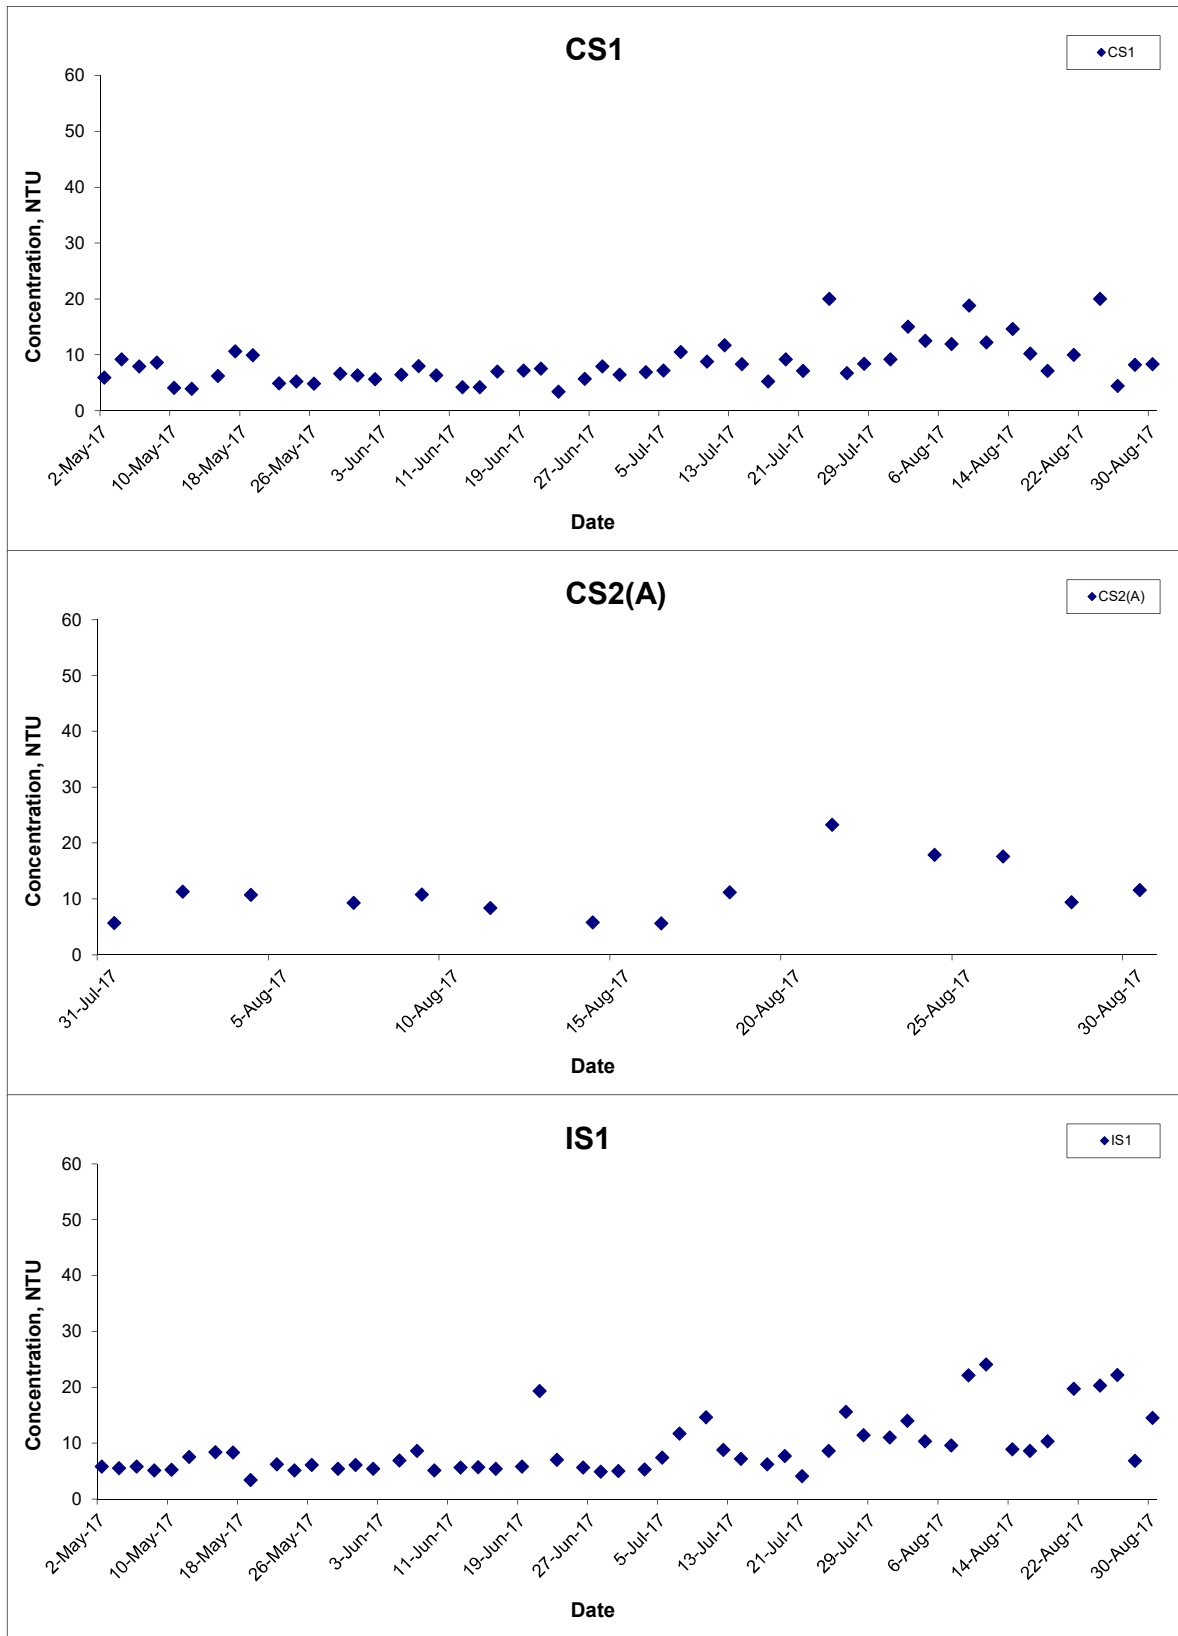 CS1
CS1
60
50
40
30
20
10
0
Concentration, NTU
2-May-17
10-May-17
18-May-17
26-May-17
3-Jun-17
11-Jun-17
19-Jun-17
27-Jun-17
5-Jul-17
13-Jul-17
21-Jul-17
29-Jul-17
6-Aug-17
14-Aug-17
22-Aug-17
30-Aug-17
Date
CS2(A)
CS2(A)
60
50
40
30
20
10
0
Concentration, NTU
31-Jul-17
5-Aug-17
10-Aug-17
15-Aug-17
20-Aug-17
25-Aug-17
30-Aug-17
Date
IS1
IS1
60
50
40
30
20
10
0
Concentration, NTU
2-May-17
10-May-17
18-May-17
26-May-17
3-Jun-17
11-Jun-17
19-Jun-17
27-Jun-17
5-Jul-17
13-Jul-17
21-Jul-17
29-Jul-17
6-Aug-17
14-Aug-17
22-Aug-17
30-Aug-17
Date